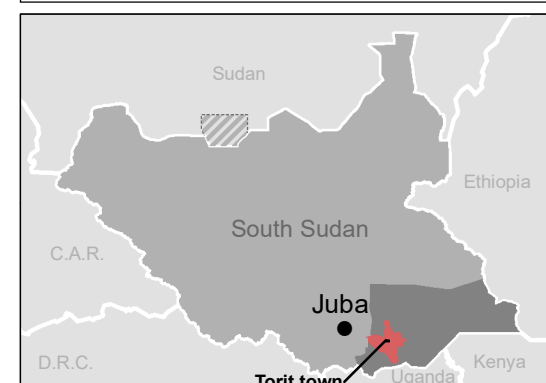 Sudan
Ethiopia
South Sudan
C.A.R.
Juba
D.R.C.
Kenya
Uganda
Torit town